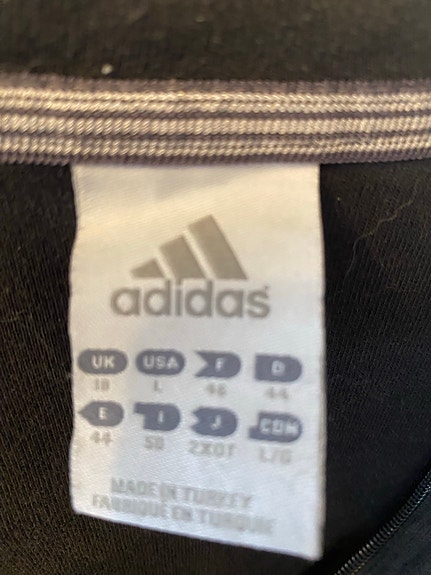 adidas
UK USA F D
18 L 46 44
E I J CDN
44 50 2XOT L/G
MADE IN TURKEY
FABRIQUÉ EN TURQUIE